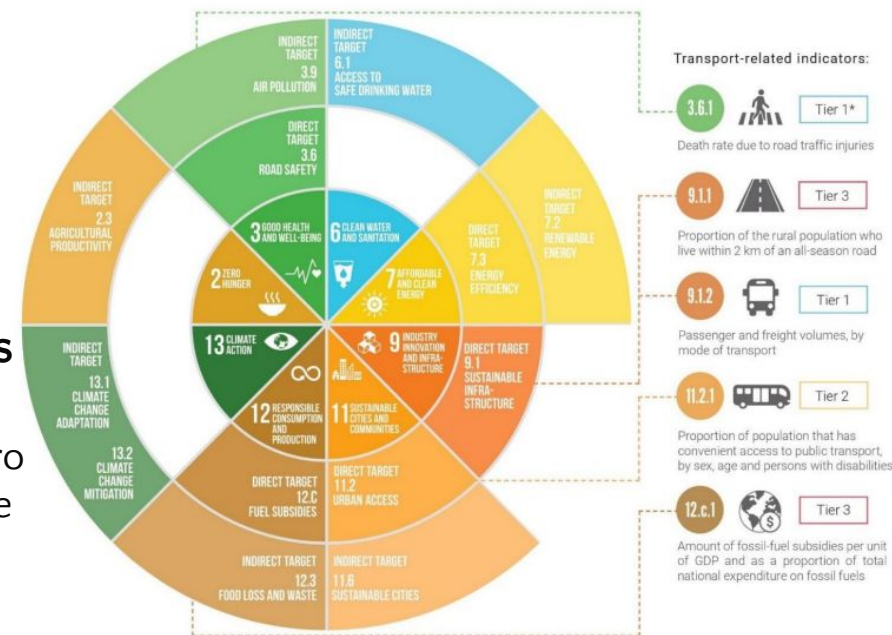 INDIRECT
TARGET
3.9
AIR POLLUTION
INDIRECT
TARGET
6.1
ACCESS TO
SAFE DRINKING WATER
DIRECT
TARGET
3.6
ROAD SAFETY
INDIRECT
TARGET
2.3
AGRICULTURAL
PRODUCTIVITY
INDIRECT
TARGET
7.2
RENEWABLE
ENERGY
DIRECT
TARGET
7.3
ENERGY
EFFICIENCY
3 GOOD HEALTH
AND WELL-BEING
6 CLEAN WATER
AND SANITATION
2 ZERO
HUNGER
7 AFFORDABLE
AND CLEAN
ENERGY
13 CLIMATE
ACTION
9 INDUSTRY
INNOVATION
AND INFRA-
STRUCTURE
12 RESPONSIBLE
CONSUMPTION
AND
PRODUCTION
11 SUSTAINABLE
CITIES AND
COMMUNITIES
DIRECT TARGET
9.1
SUSTAINABLE
INFRA-
STRUCTURE
INDIRECT
TARGET
13.1
CLIMATE
CHANGE
ADAPTATION
13.2
CLIMATE
CHANGE
MITIGATION
DIRECT TARGET
12.C
FUEL SUBSIDIES
DIRECT TARGET
11.2
URBAN ACCESS
INDIRECT TARGET
12.3
FOOD LOSS AND WASTE
INDIRECT TARGET
11.6
SUSTAINABLE CITIES
s
ro
e
Transport-related indicators:
3.6.1
Tier 1*
Death rate due to road traffic injuries
9.1.1
Tier 3
Proportion of the rural population who
live within 2 km of an all-season road
9.1.2
Tier 1
Passenger and freight volumes, by
mode of transport
11.2.1
Tier 2
Proportion of population that has
convenient access to public transport,
by sex, age and persons with disabilities
12.c.1
$
Tier 3
Amount of fossil-fuel subsidies per unit
of GDP and as a proportion of total
national expenditure on fossil fuels